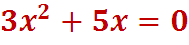 3x² + 5x = 0